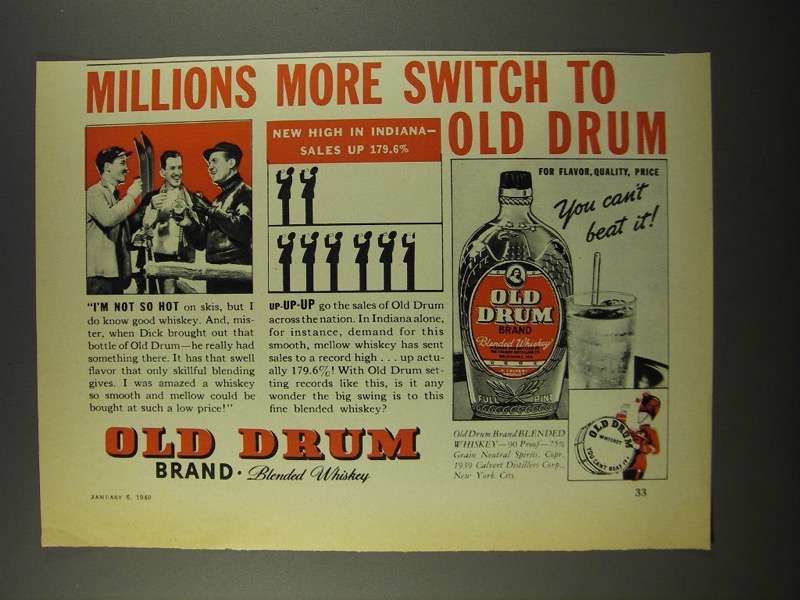 MILLIONS MORE SWITCH TO
OLD DRUM
NEW HIGH IN INDIANA—
SALES UP 179.6%
"I'M NOT SO HOT on skis, but I
do know good whiskey. And, mis-
ter, when Dick brought out that
bottle of Old Drum—he really had
something there. It has that swell
flavor that only skillful blending
gives. I was amazed a whiskey
so smooth and mellow could be
bought at such a low price!"
UP-UP-UP go the sales of Old Drum
across the nation. In Indiana alone,
for instance, demand for this
smooth, mellow whiskey has sent
sales to a record high . . . up actu-
ally 179.6%! With Old Drum set-
ting records like this, is it any
wonder the big swing is to this
fine blended whiskey?
FOR FLAVOR, QUALITY, PRICE
You can't
beat it!
OLD
DRUM
BRAND
Blended Whiskey
FULL PINT
Old Drum Brand BLENDED
WHISKEY—90 Proof—75%
Grain Neutral Spirits. Copr.
1939 Calvert Distillers Corp.,
New York City.
OLD DRUM
WHISKEY
YOU CAN'T BEAT IT!
OLD DRUM
BRAND · Blended Whiskey
JANUARY 6, 1940
33